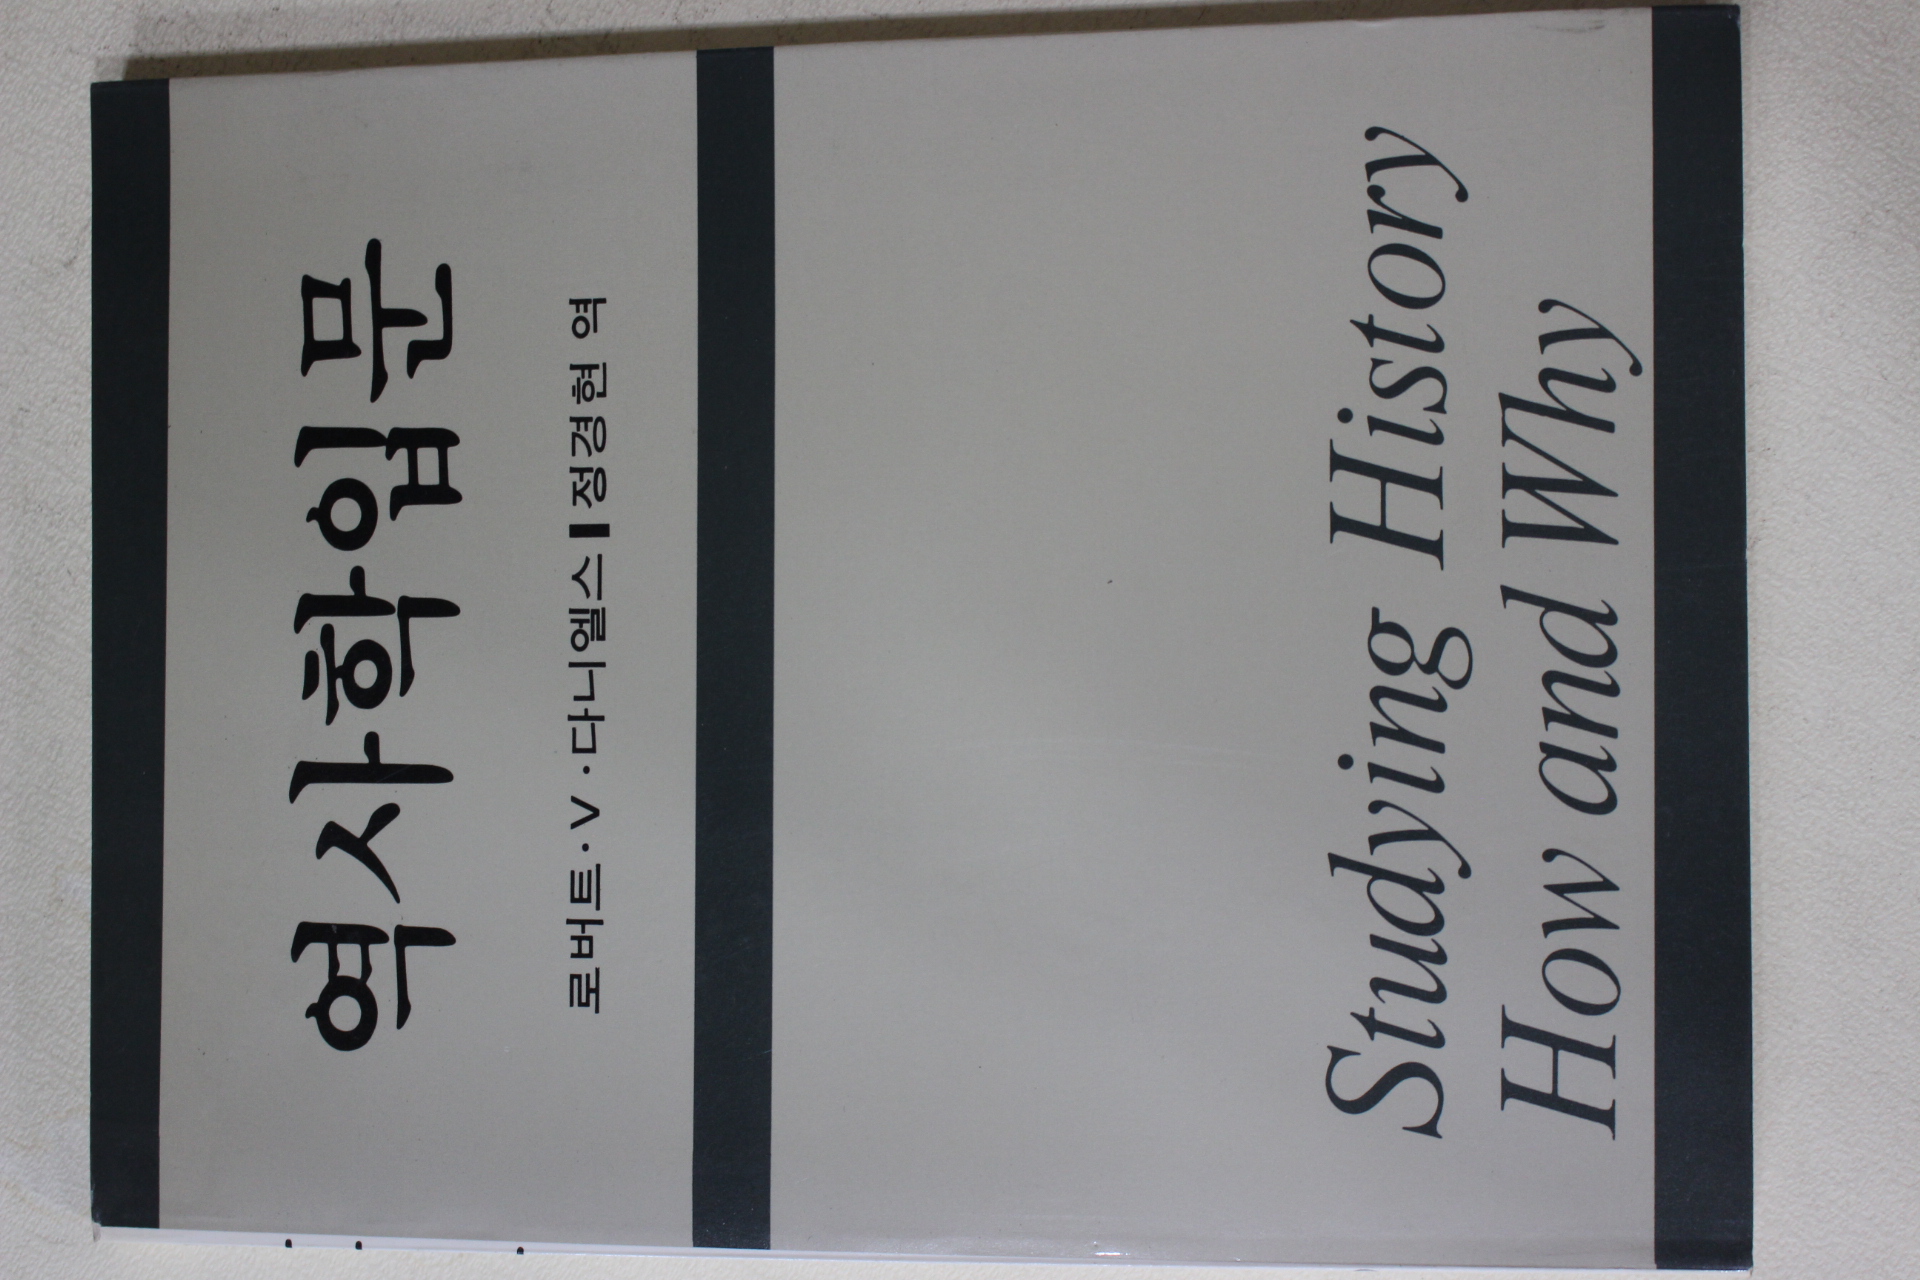 역사학입문
로버트·V·다니엘스 ❙ 정경현 역
Studying History
How and Why